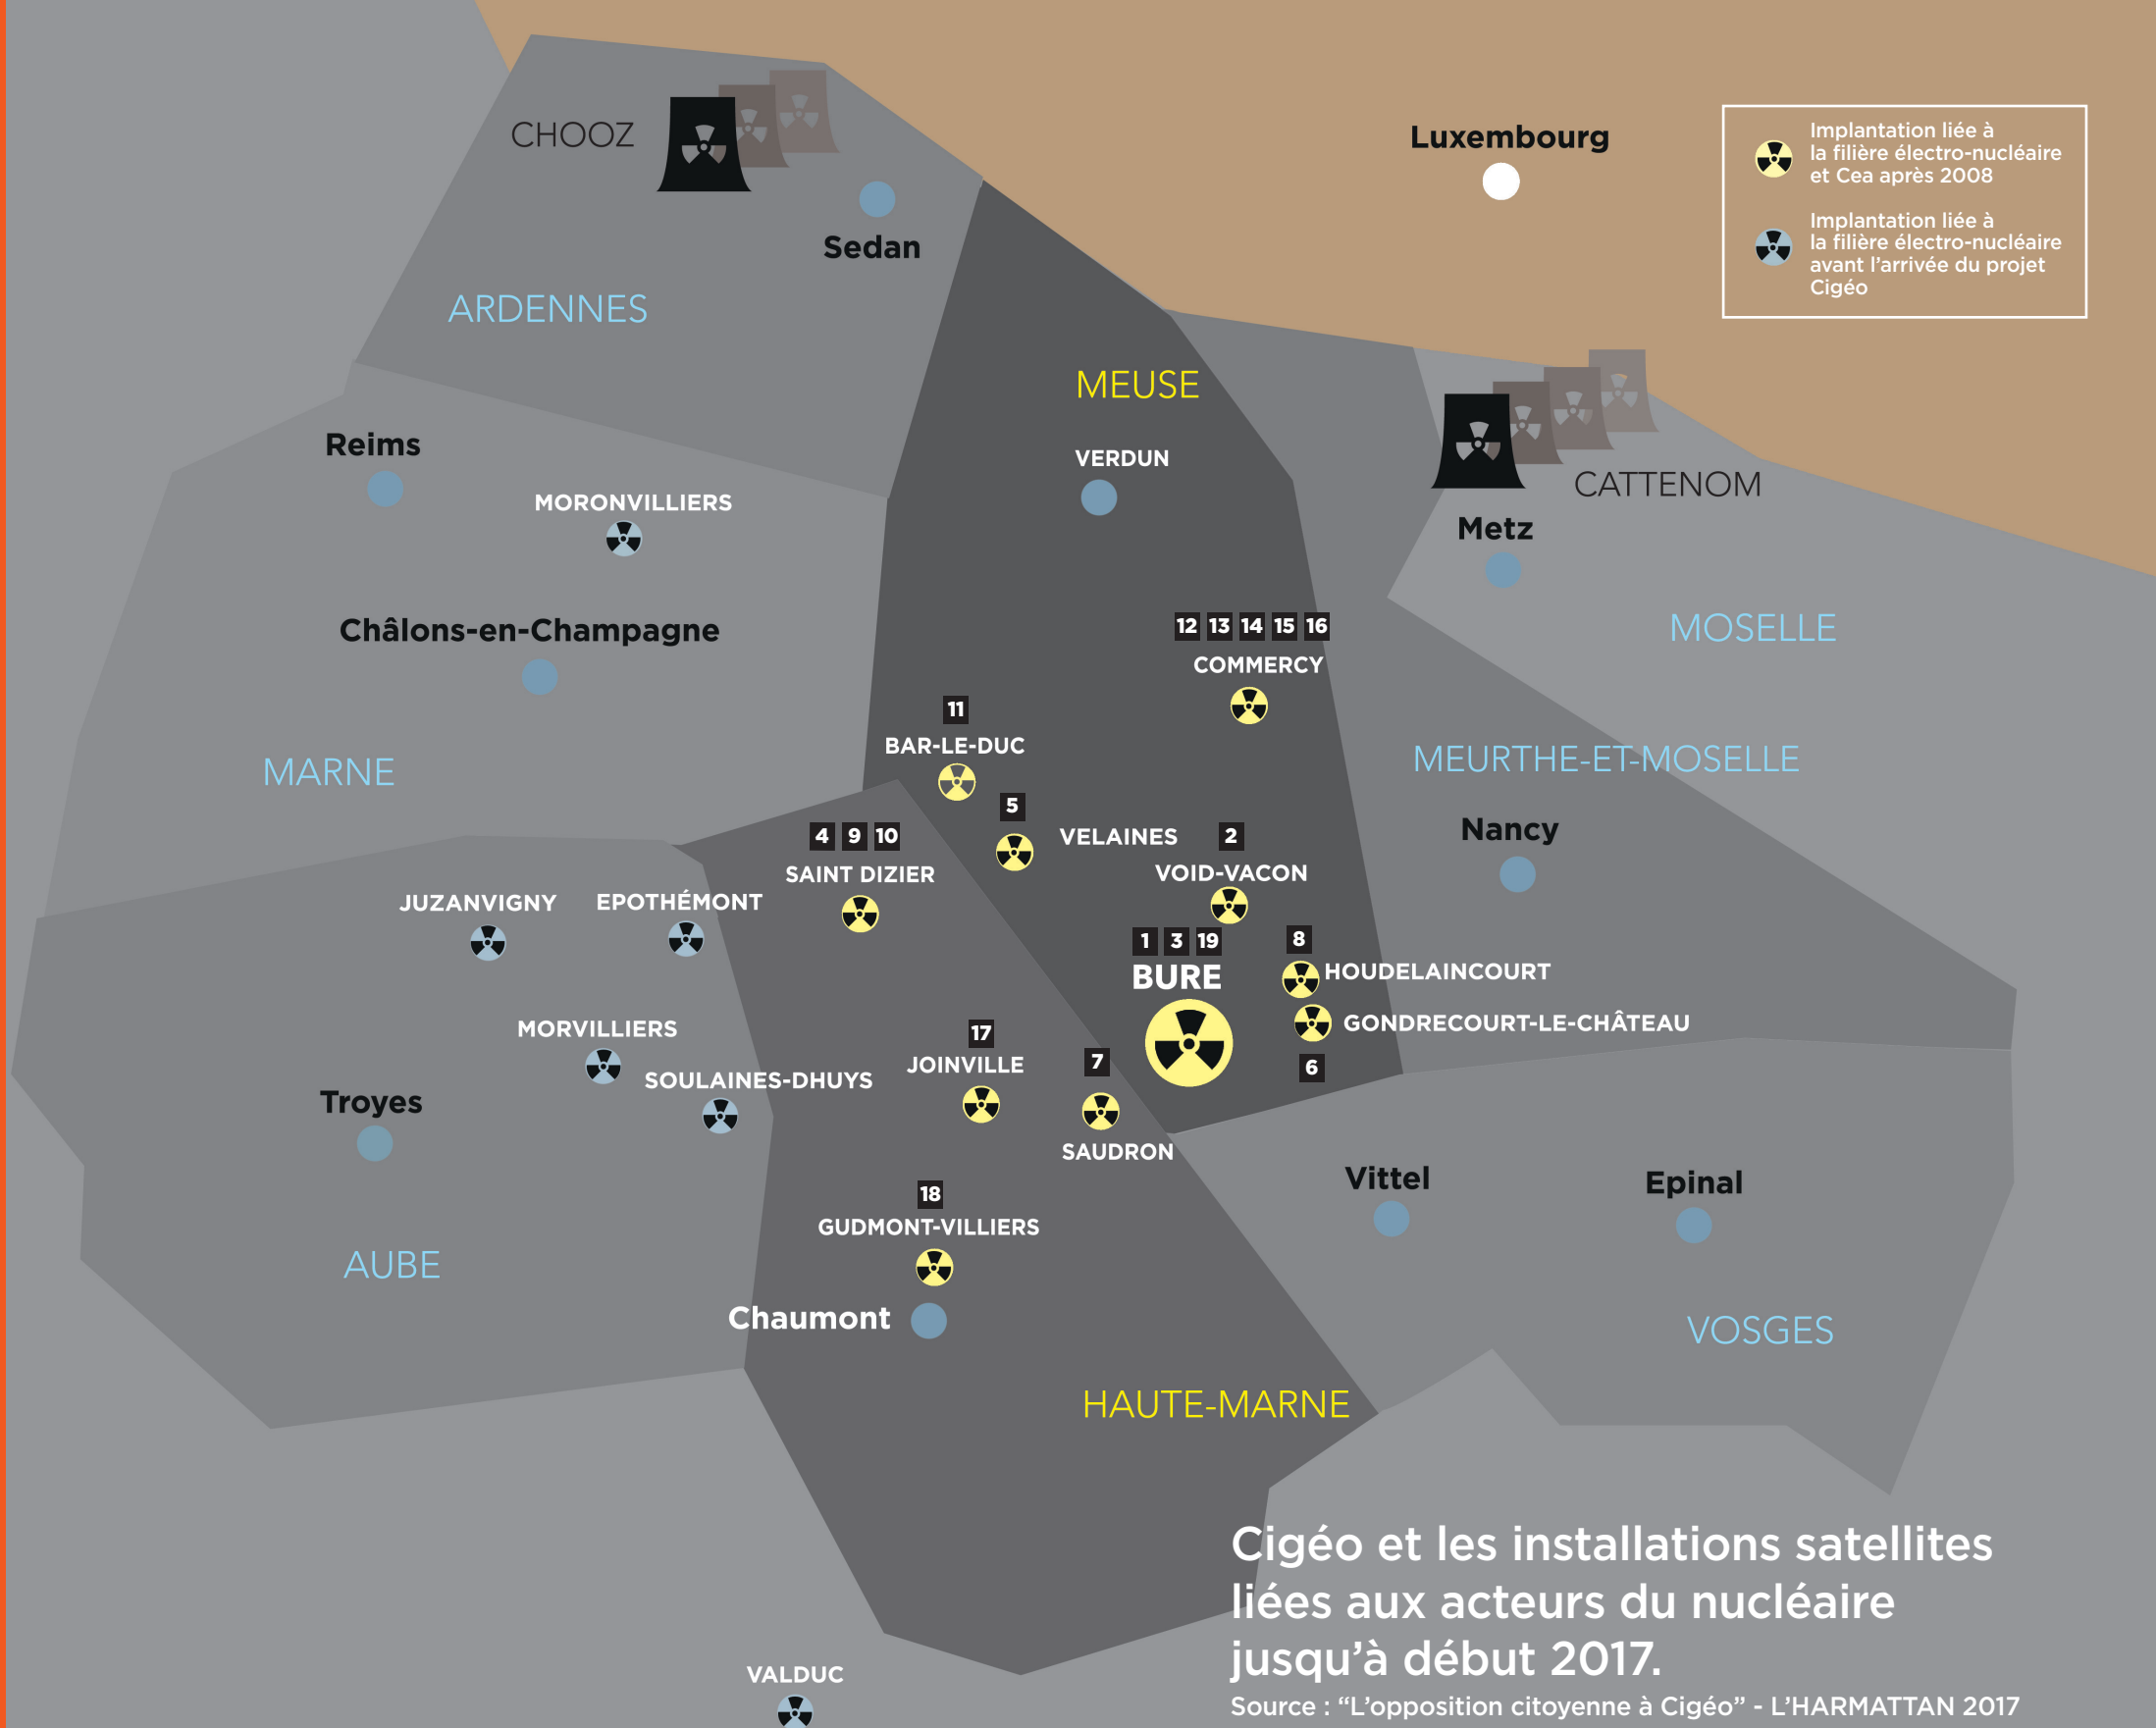 CHOOZ
Luxembourg
Implantation liée à
la filière électro-nucléaire
et Cea après 2008
Implantation liée à
la filière électro-nucléaire
avant l’arrivée du projet
Cigéo
Sedan
ARDENNES
MEUSE
Reims
VERDUN
CATTENOM
MORONVILLIERS
Metz
Châlons-en-Champagne
12 13 14 15 16
MOSELLE
COMMERCY
11
BAR-LE-DUC
MEURTHE-ET-MOSELLE
MARNE
5
4 9 10
VELAINES
2
Nancy
SAINT DIZIER
VOID-VACON
JUZANVIGNY
EPOTHÉMONT
1 3 19
8
BURE
HOUDELAINCOURT
MORVILLIERS
17
GONDRECOURT-LE-CHÂTEAU
JOINVILLE
7
6
SOULAINES-DHUYS
Troyes
SAUDRON
Vittel
Epinal
18
GUDMONT-VILLIERS
AUBE
Chaumont
VOSGES
HAUTE-MARNE
Cigéo et les installations satellites
liées aux acteurs du nucléaire
jusqu’à début 2017.
VALDUC
Source : “L’opposition citoyenne à Cigéo” - L’HARMATTAN 2017